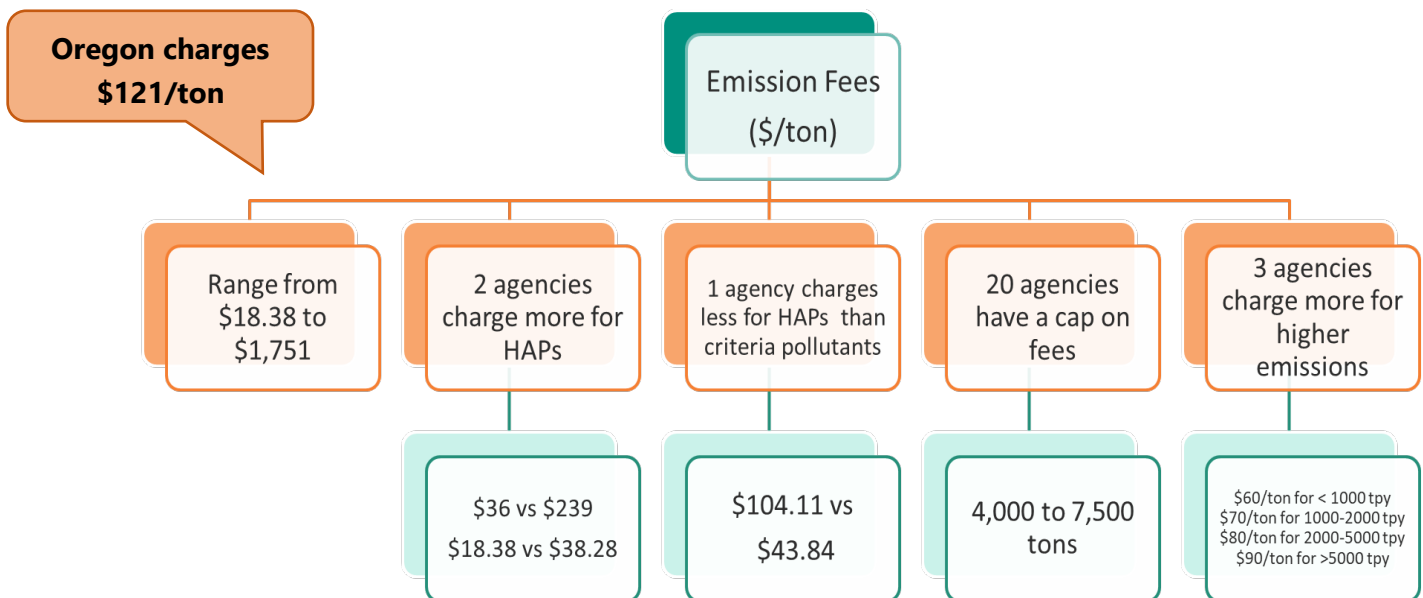 Oregon charges
$121/ton
Emission Fees
($/ton)
Range from
$18.38 to
$1,751
2 agencies
charge more for
HAPs
1 agency charges
less for HAPs than
criteria pollutants
20 agencies
have a cap on
fees
3 agencies
charge more for
higher
emissions
$36 vs $239
$18.38 vs $38.28
$104.11 vs
$43.84
4,000 to 7,500
tons
$60/ton for < 1000 tpy
$70/ton for 1000-2000 tpy
$80/ton for 2000-5000 tpy
$90/ton for >5000 tpy